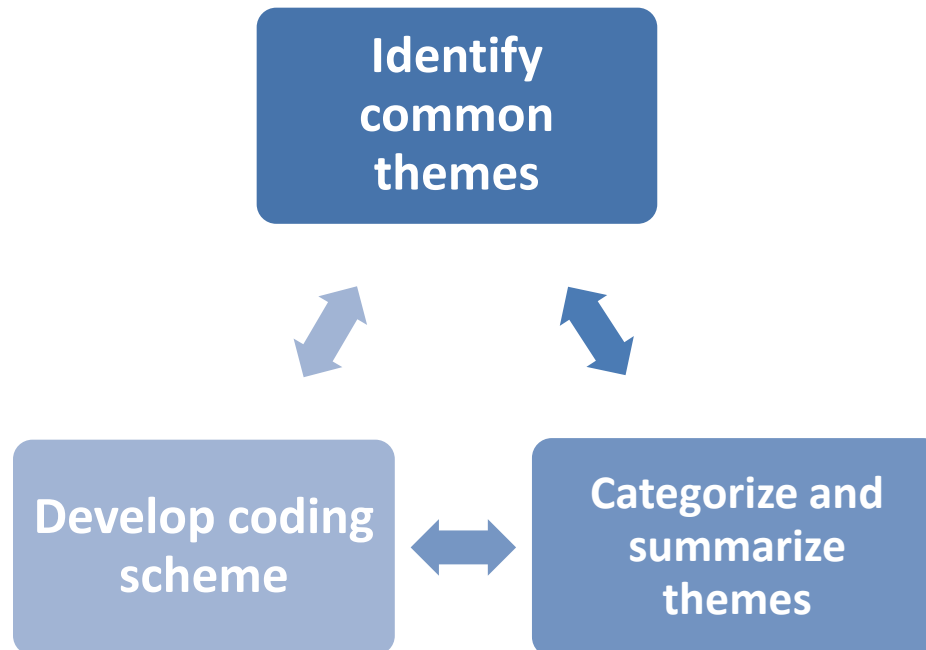 Identify
common
themes
Develop coding
scheme
Categorize and
summarize
themes